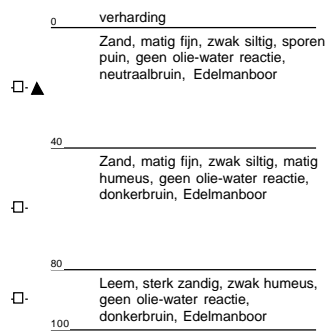 0 verharding
Zand, matig fijn, zwak siltig, sporen
puin, geen olie-water reactie,
neutraalbruin, Edelmanboor
40
Zand, matig fijn, zwak siltig, matig
humeus, geen olie-water reactie,
donkerbruin, Edelmanboor
80
Leem, sterk zandig, zwak humeus,
geen olie-water reactie,
donkerbruin, Edelmanboor
100